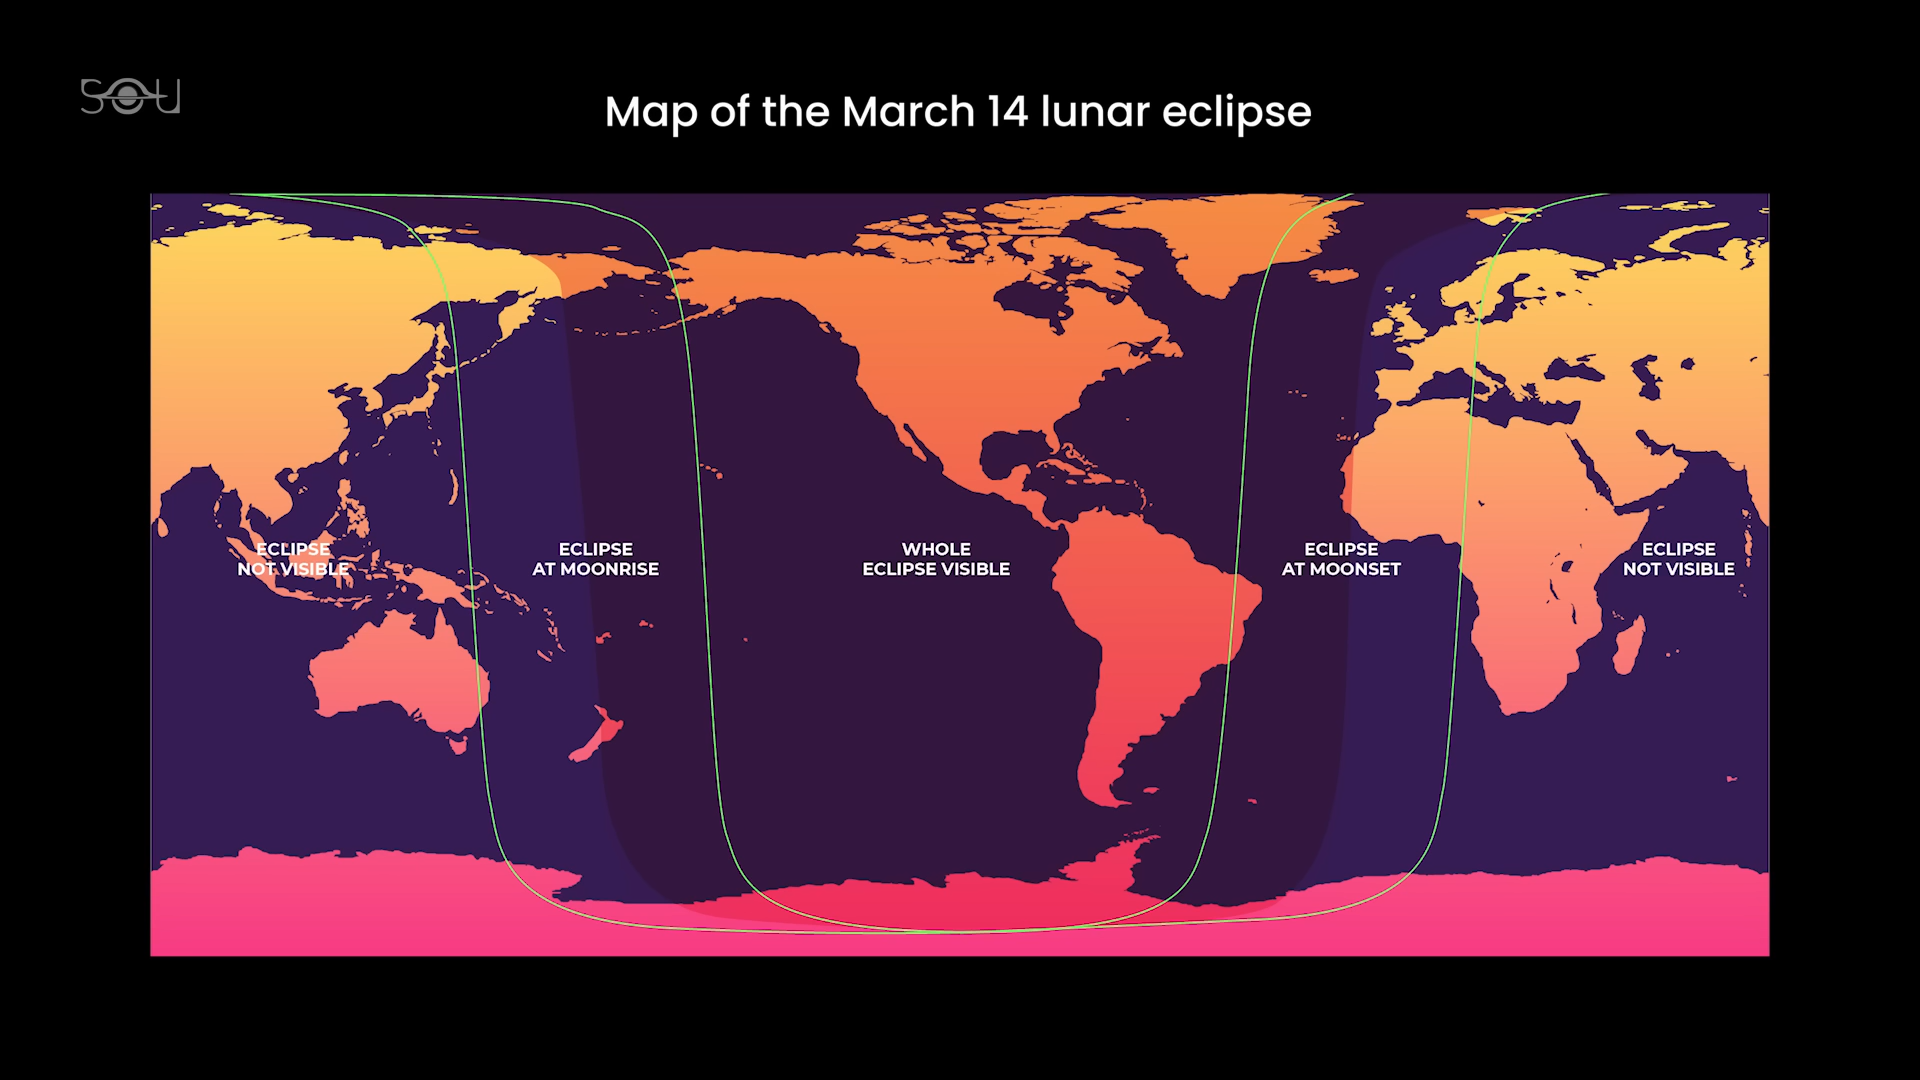 SOU
Map of the March 14 lunar eclipse
ECLIPSE
NOT VISIBLE
ECLIPSE
AT MOONRISE
WHOLE
ECLIPSE VISIBLE
ECLIPSE
AT MOONSET
ECLIPSE
NOT VISIBLE